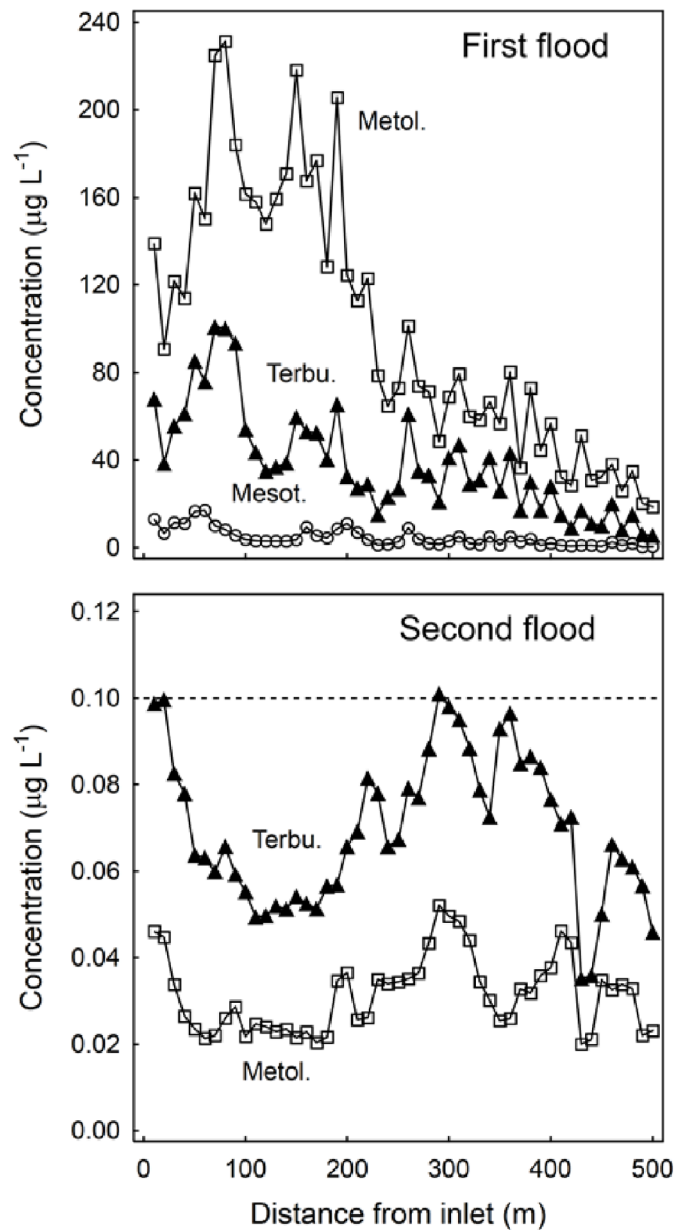 First flood
Concentration (µg L⁻¹)
240
200
160
120
80
40
0
Metol.
Terbu.
Mesot.
Second flood
Concentration (µg L⁻¹)
0.12
0.10
0.08
0.06
0.04
0.02
0.00
Terbu.
Metol.
0 100 200 300 400 500
Distance from inlet (m)